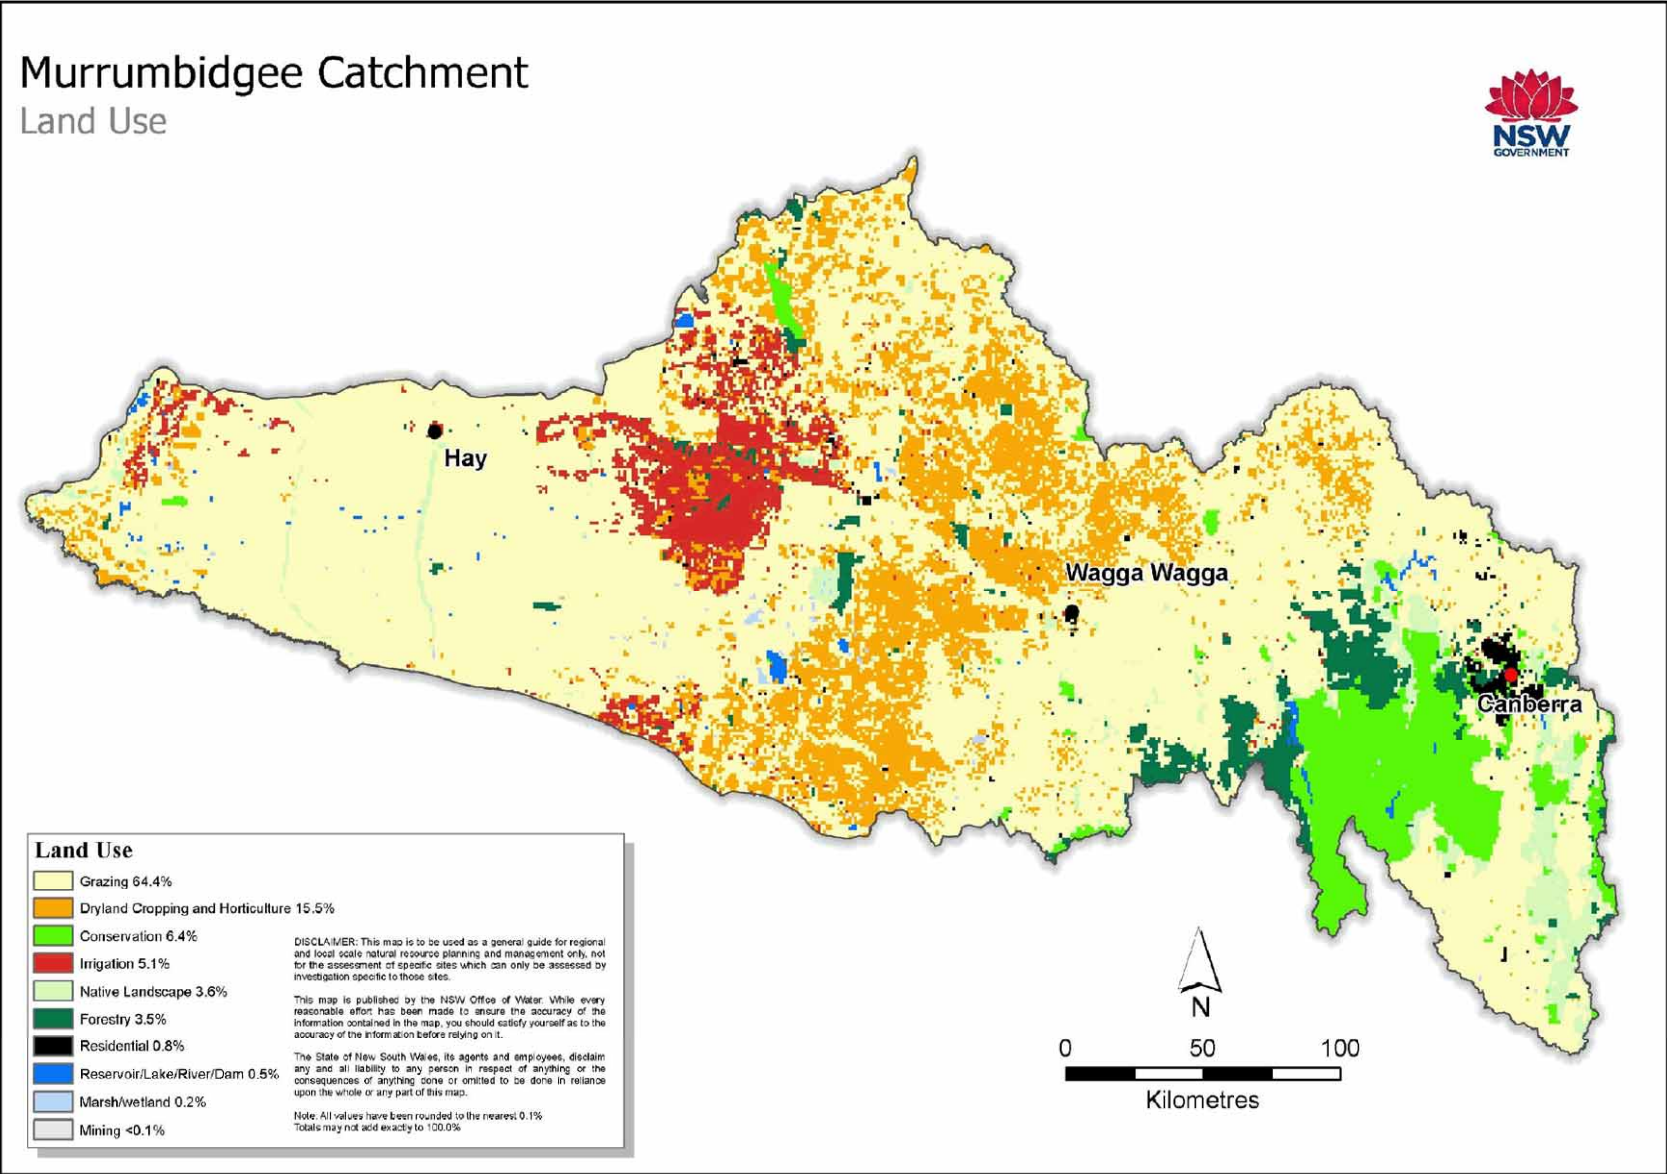 Murrumbidgee Catchment
Land Use
NSW
GOVERNMENT
Hay
Wagga Wagga
Canberra
Land Use
Grazing 64.4%
Dryland Cropping and Horticulture 15.5%
Conservation 6.4%
Irrigation 5.1%
Native Landscape 3.6%
Forestry 3.5%
Residential 0.8%
Reservoir/Lake/River/Dam 0.5%
Marsh/wetland 0.2%
Mining <0.1%
DISCLAIMER: This map is to be used as a general guide for regional
and local scale natural resource planning and management only, not
for the assessment of specific sites which can only be assessed by
investigation specific to those sites.
This map is published by the NSW Office of Water. While every
reasonable effort has been made to ensure the accuracy of the
information contained in the map, you should satisfy yourself as to the
accuracy of the information before relying on it.
The State of New South Wales, its agents and employees, disclaim
any and all liability to any person in respect of anything or the
consequences of anything done or omitted to be done in reliance
upon the whole or any part of this map.
Note: All values have been rounded to the nearest 0.1%
Totals may not add exactly to 100.0%
N
0 50 100
Kilometres